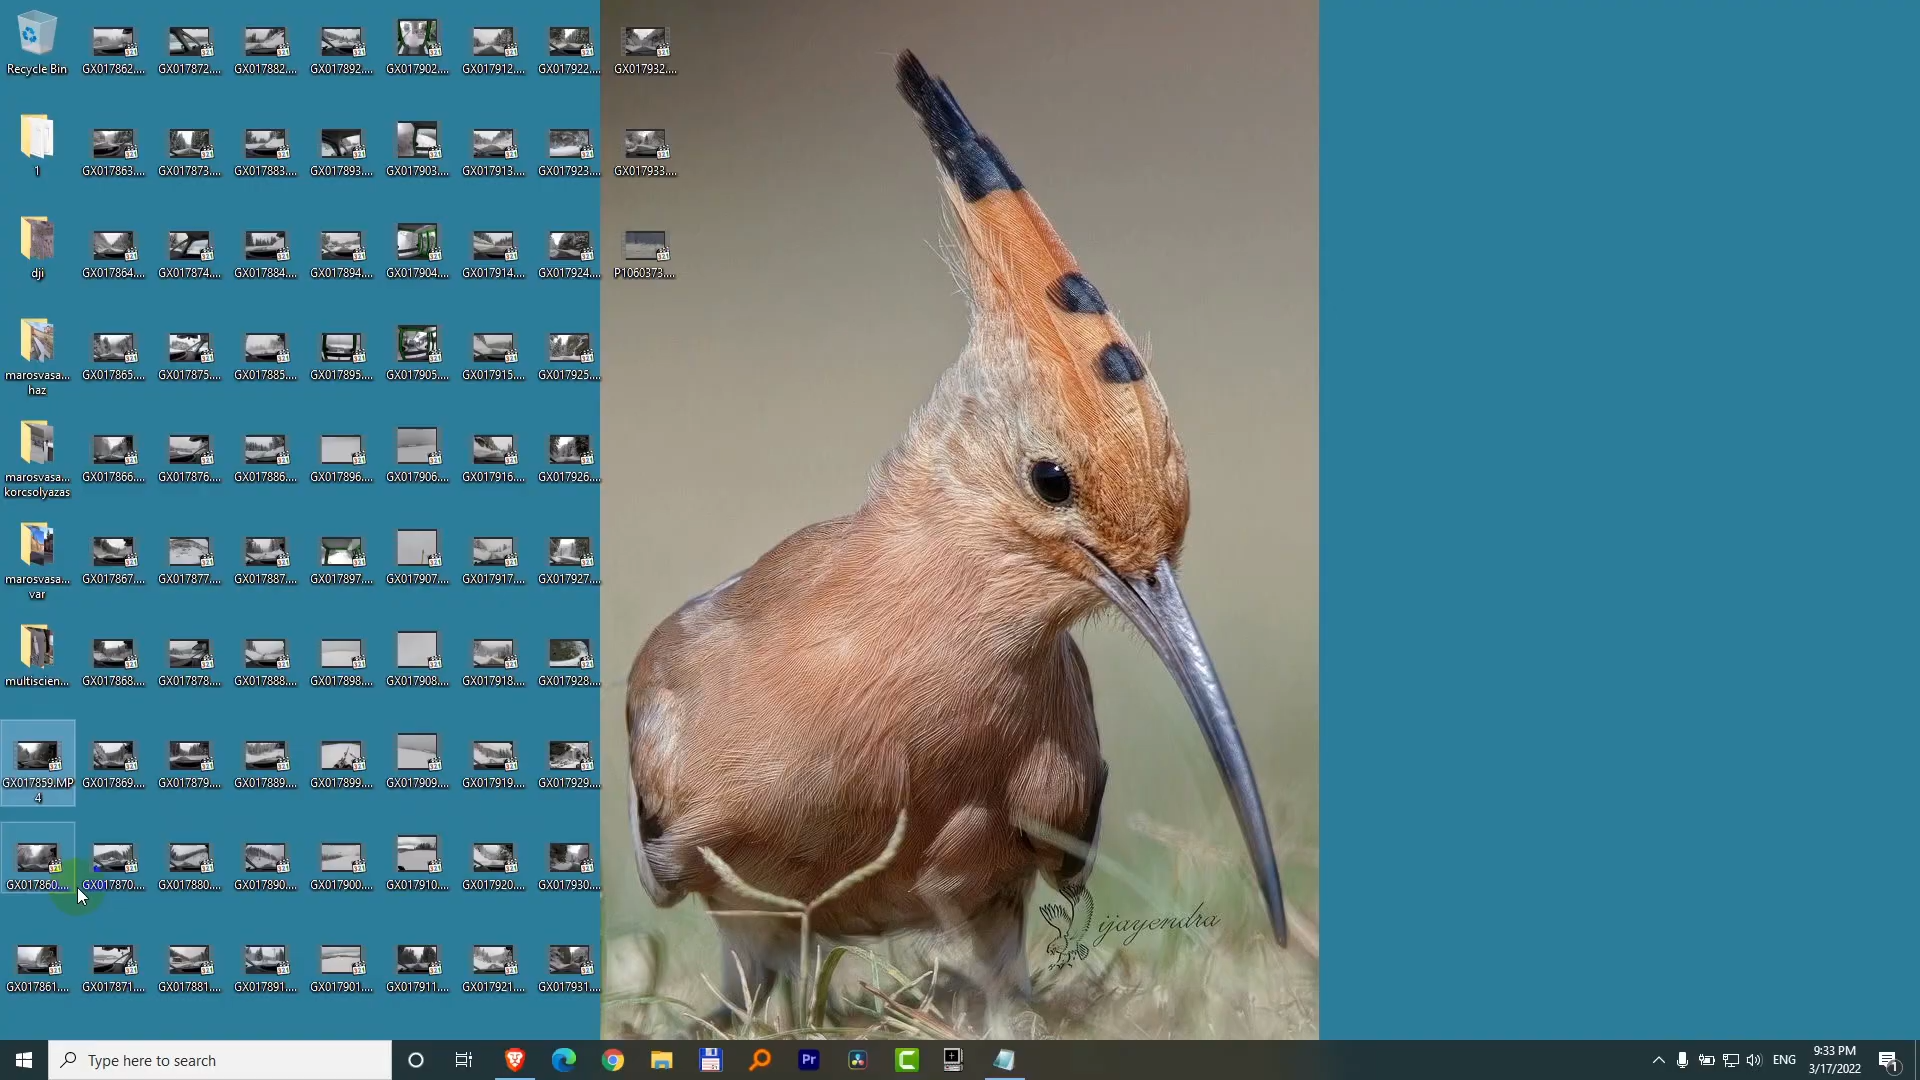 Recycle Bin
GX017862....
GX017872....
GX017882....
GX017892....
GX017902....
GX017912....
GX017922....
GX017932....
1
GX017863....
GX017873....
GX017883....
GX017893....
GX017903....
GX017913....
GX017923....
GX017933....
dji
GX017864....
GX017874....
GX017884....
GX017894....
GX017904....
GX017914....
GX017924....
P1060373....
marosvasa...
haz
GX017865....
GX017875....
GX017885....
GX017895....
GX017905....
GX017915....
GX017925....
marosvasa...
korcsolyazas
GX017866....
GX017876....
GX017886....
GX017896....
GX017906....
GX017916....
GX017926....
marosvasa...
var
GX017867....
GX017877....
GX017887....
GX017897....
GX017907....
GX017917....
GX017927....
multiscien...
GX017868....
GX017878....
GX017888....
GX017898....
GX017908....
GX017918....
GX017928....
GX017859.MP
4
GX017869....
GX017879....
GX017889....
GX017899....
GX017909....
GX017919....
GX017929....
GX017860....
GX017870....
GX017880....
GX017890....
GX017900....
GX017910....
GX017920....
GX017930....
GX017861....
GX017871....
GX017881....
GX017891....
GX017901....
GX017911....
GX017921....
GX017931....
ijayendra
Type here to search
Pr
ENG
9:33 PM
3/17/2022
1